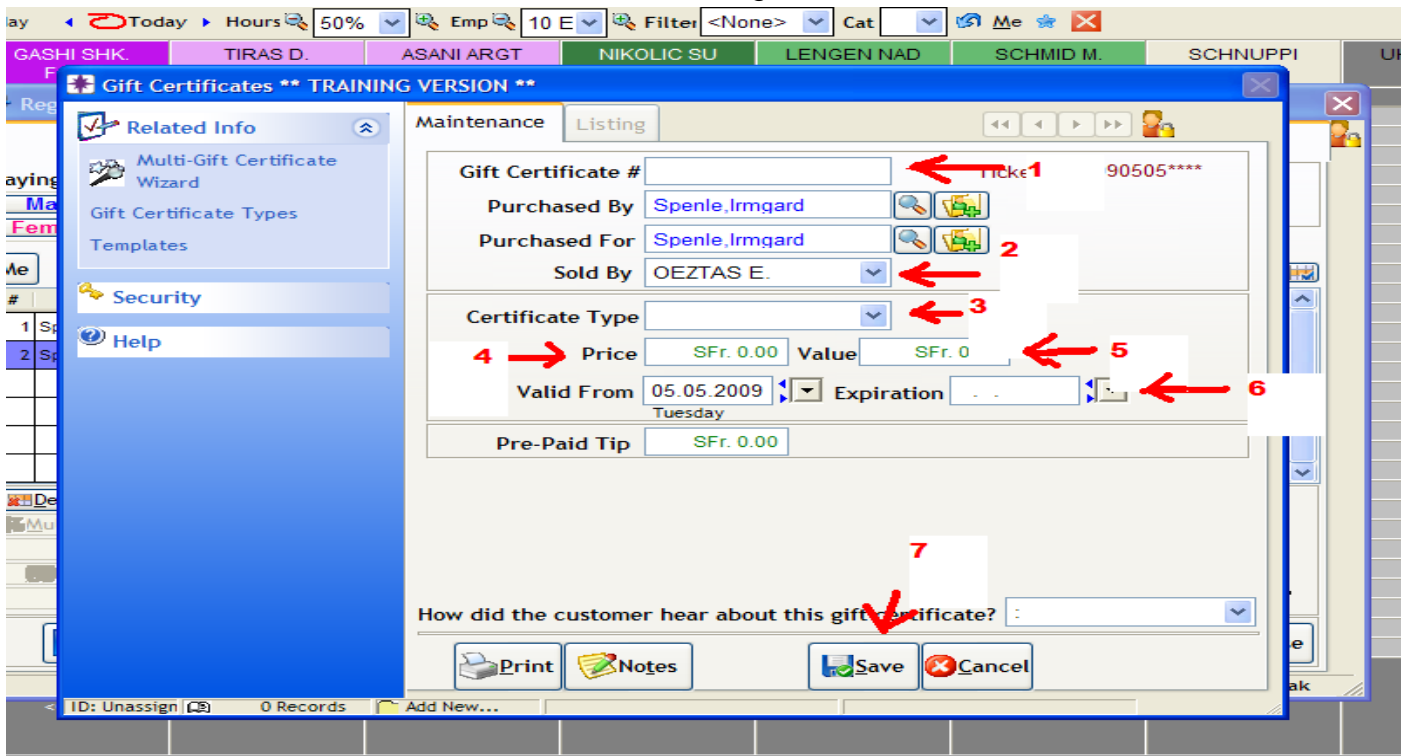 Today Hours 50% Emp 10 E Filter <None> Cat Me
GASHI SHK. TIRAS D. ASANI ARGT NIKOLIC SU LENGEN NAD SCHMID M. SCHNUPPI
Gift Certificates ** TRAINING VERSION **
Related Info
Multi-Gift Certificate
Wizard
Gift Certificate Types
Templates
Security
Help
Maintenance Listing
Gift Certificate # 1 90505****
Purchased By Spenle,Irmgard
Purchased For Spenle,Irmgard
2
Sold By OEZTAS E.
Certificate Type 3
4 Price SFr. 0.00 Value SFr. 0 5
Valid From 05.05.2009 Expiration . . 6
Tuesday
Pre-Paid Tip SFr. 0.00
7
How did the customer hear about this gift certificate? :
Print Notes Save Cancel
ID: Unassign 0 Records Add New...